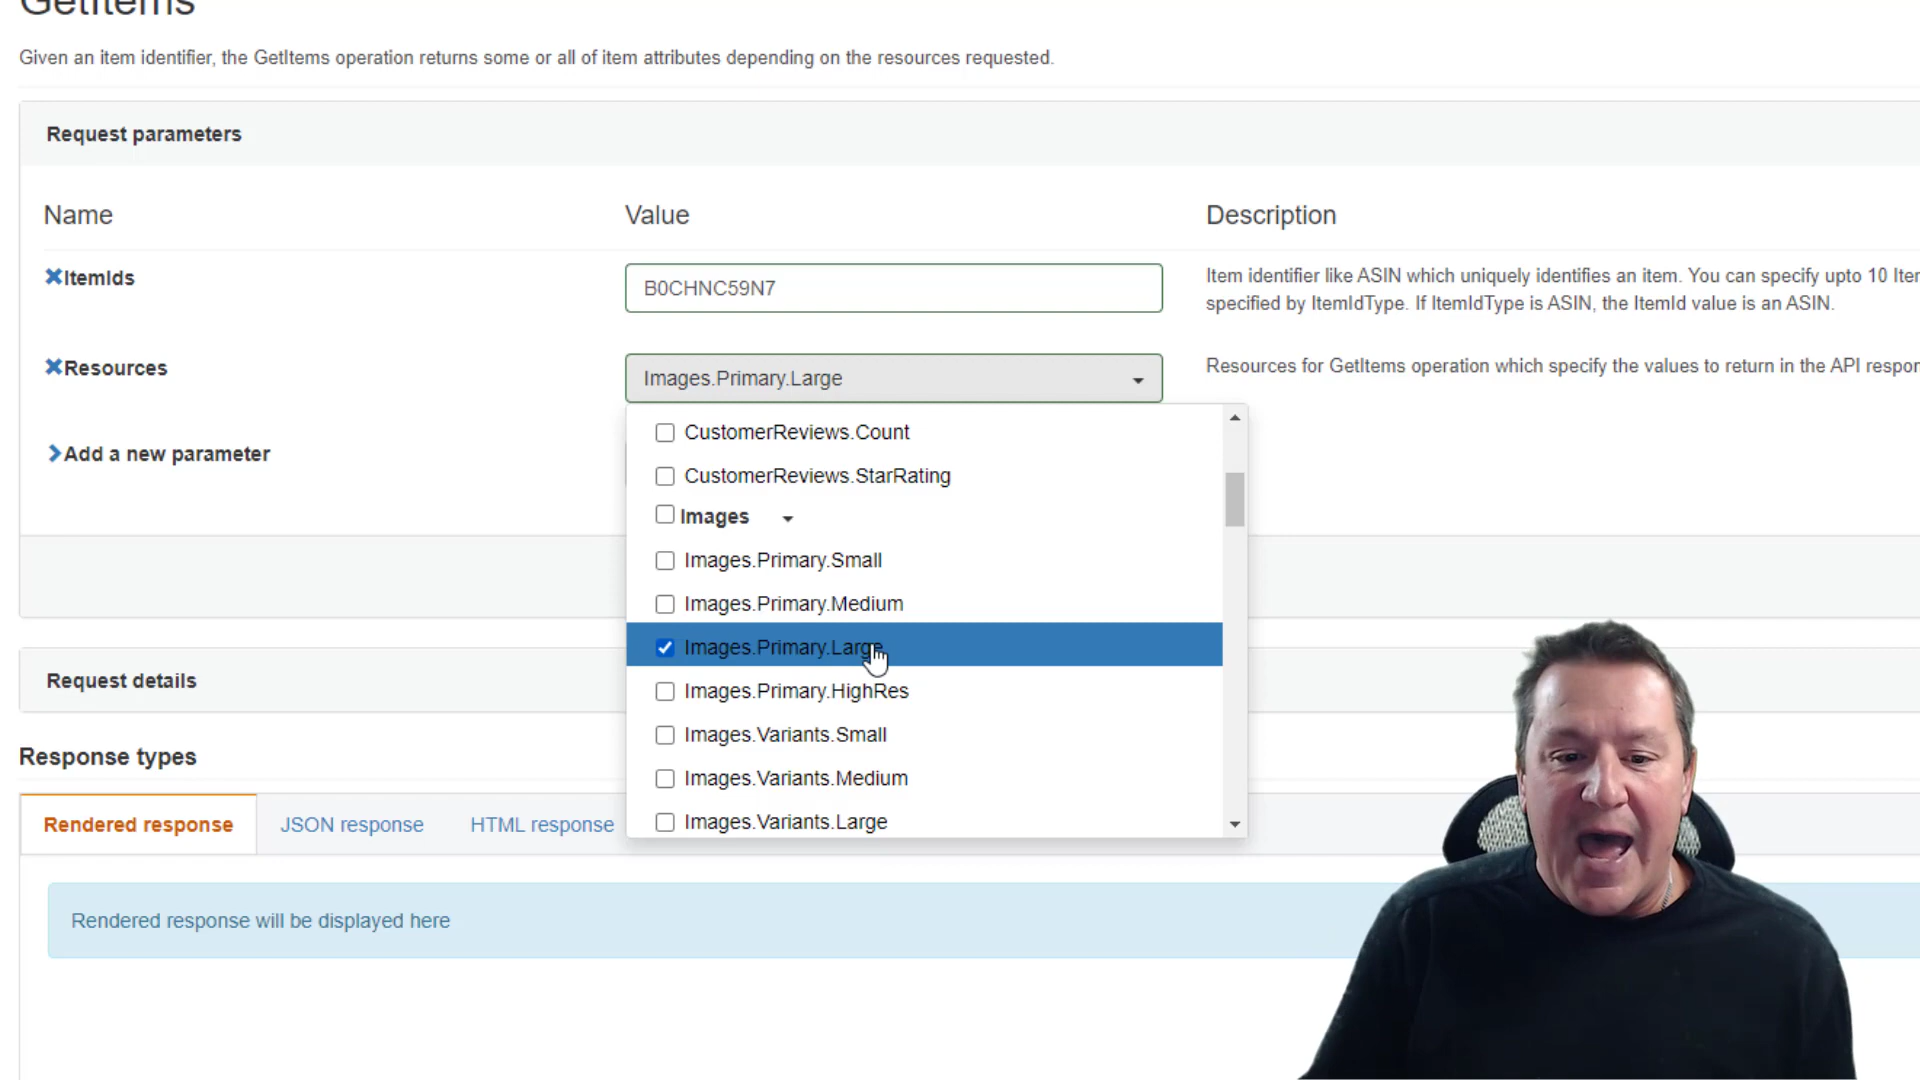 GetItems
Given an item identifier, the GetItems operation returns some or all of item attributes depending on the resources requested.
Request parameters
Name Value Description
ItemIds B0CHNC59N7 Item identifier like ASIN which uniquely identifies an item. You can specify upto 10
specified by ItemIdType. If ItemIdType is ASIN, the ItemId value is an ASIN.
Resources Images.Primary.Large Resources for GetItems operation which specify the values to return in the API
CustomerReviews.Count
Add a new parameter
CustomerReviews.StarRating
Images
Images.Primary.Small
Images.Primary.Medium
Images.Primary.Large
Request details
Images.Primary.HighRes
Images.Variants.Small
Response types
Images.Variants.Medium
Rendered response JSON response HTML response
Images.Variants.Large
Rendered response will be displayed here